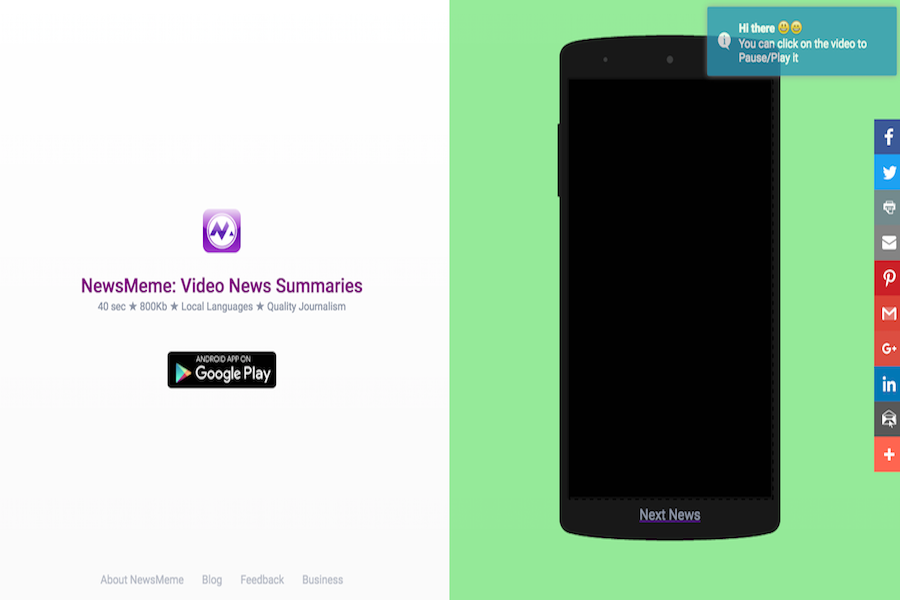 NewsMeme: Video News Summaries
40 sec ★ 800Kb ★ Local Languages ★ Quality Journalism
ANDROID APP ON
Google Play
About NewsMeme Blog Feedback Business
Hi there 😃😄
You can click on the video to
Pause/Play it
Next News